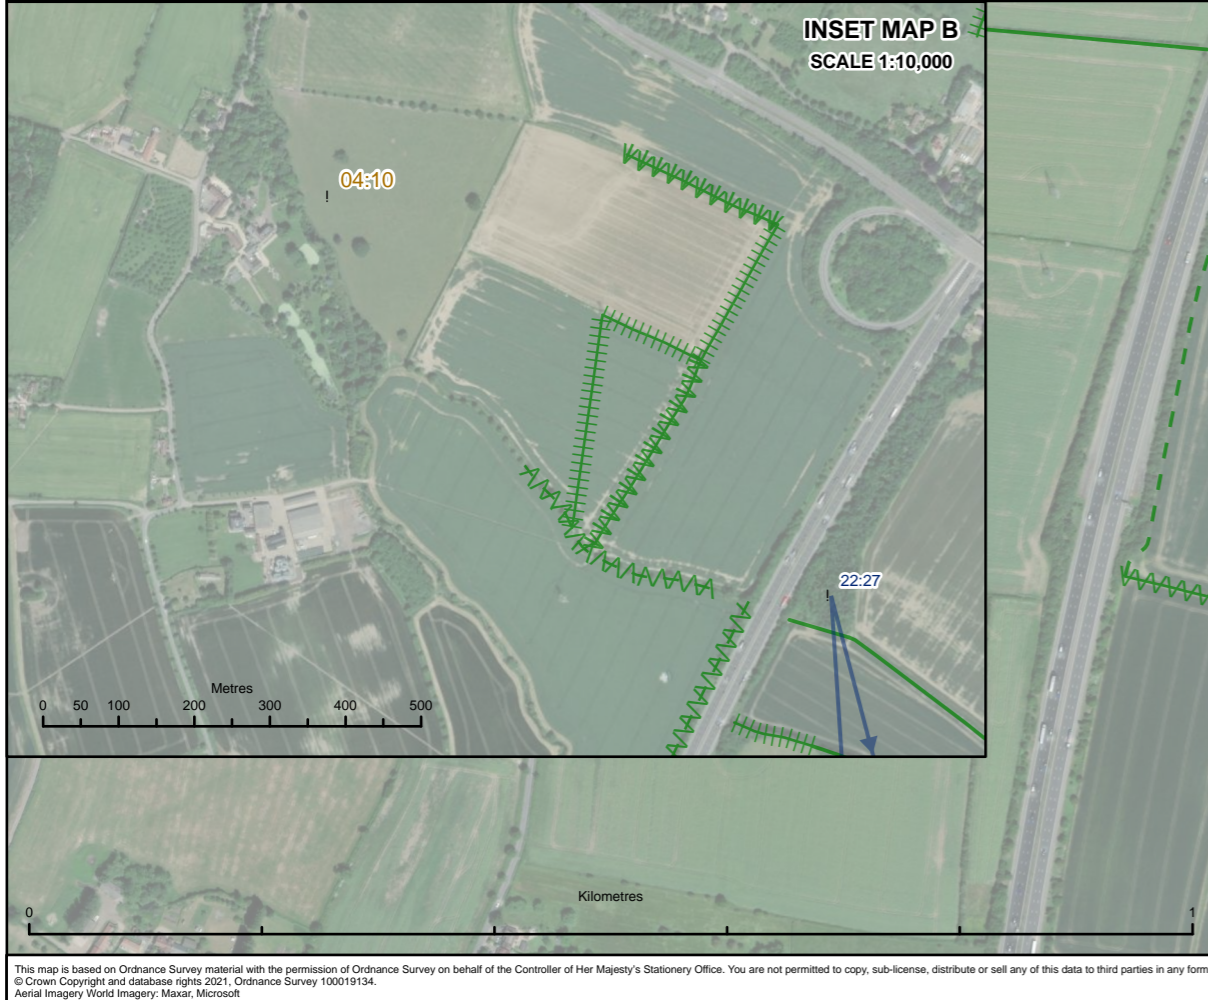 INSET MAP B
SCALE 1:10,000
04:10
!
22:27
!
Metres
0 50 100 200 300 400 500
Kilometres
0 1
This map is based on Ordnance Survey material with the permission of Ordnance Survey on behalf of the Controller of Her Majesty's Stationery Office. You are not permitted to copy, sub-license, distribute or sell any of this data to third parties in any form
© Crown Copyright and database rights 2021, Ordnance Survey 100019134.
Aerial Imagery World Imagery: Maxar, Microsoft